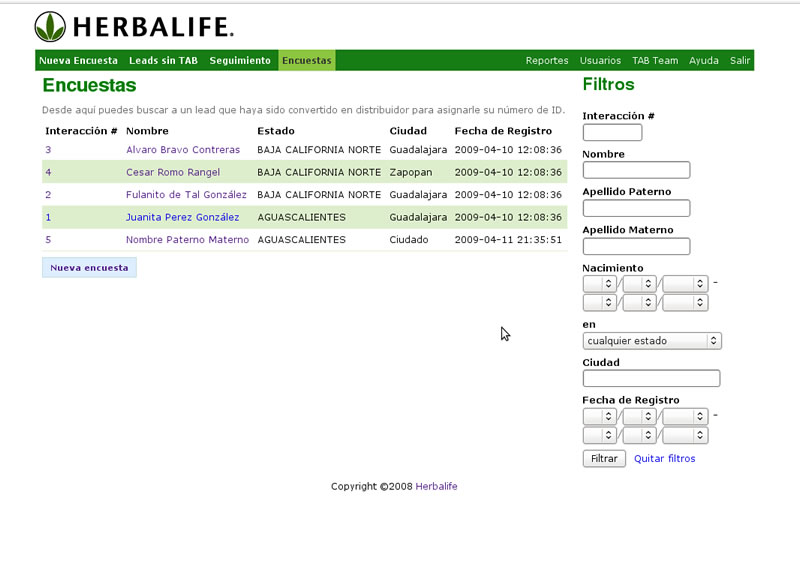 HERBALIFE.
Nueva Encuesta Leads sin TAB Seguimiento Encuestas Reportes Usuarios TAB Team Ayuda Salir
Encuestas
Desde aquí puedes buscar a un lead que haya sido convertido en distribuidor para asignarle su número de ID.
Interacción # Nombre Estado Ciudad Fecha de Registro
3 Alvaro Bravo Contreras BAJA CALIFORNIA NORTE Guadalajara 2009-04-10 12:08:36
4 Cesar Romo Rangel BAJA CALIFORNIA NORTE Zapopan 2009-04-10 12:08:36
2 Fulanito de Tal González BAJA CALIFORNIA NORTE Guadalajara 2009-04-10 12:08:36
1 Juanita Perez González AGUASCALIENTES Guadalajara 2009-04-10 12:08:36
5 Nombre Paterno Materno AGUASCALIENTES Ciudado 2009-04-11 21:35:51
Nueva encuesta
Filtros
Interacción #
Nombre
Apellido Paterno
Apellido Materno
Nacimiento
/ / -
/ /
en
cualquier estado
Ciudad
Fecha de Registro
/ / -
/ /
Filtrar Quitar filtros
Copyright ©2008 Herbalife